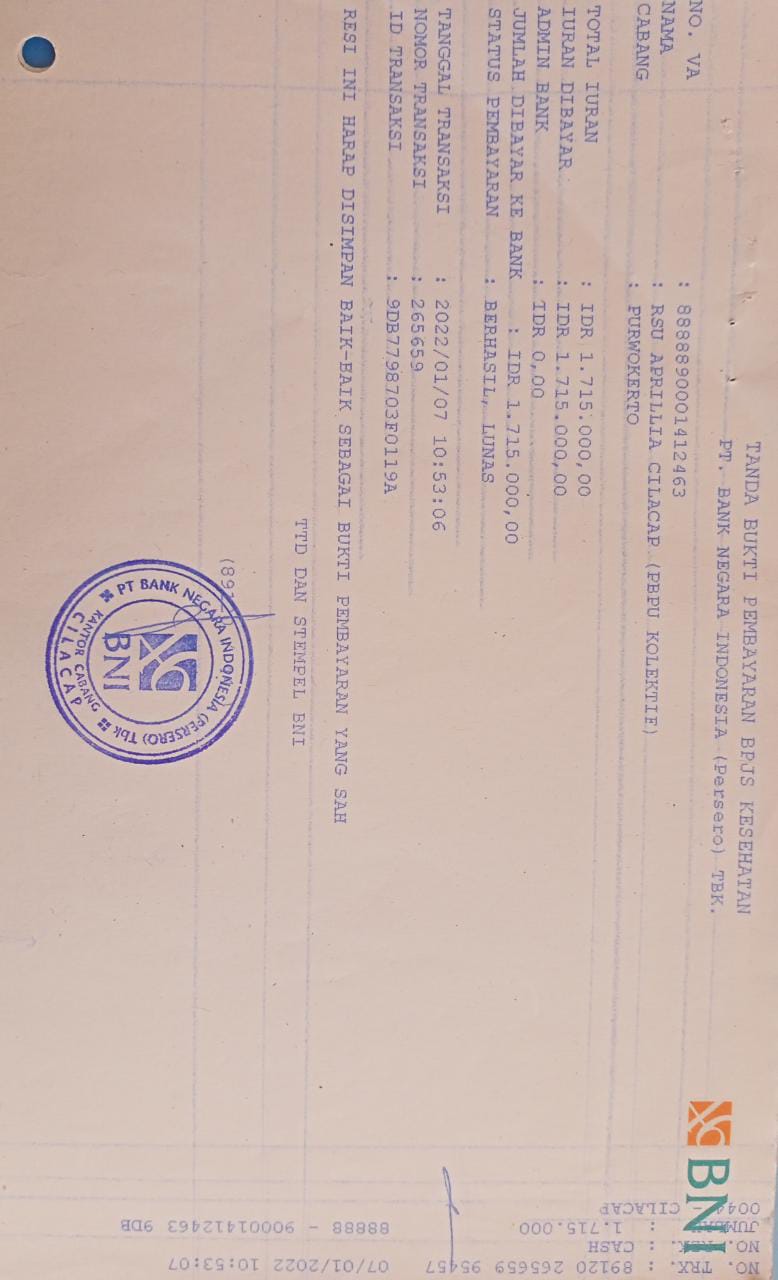 TANDA BUKTI PEMBAYARAN BPJS KESEHATAN
PT. BANK NEGARA INDONESIA (Persero) TBK.
NO. VA : 8888890001412463
NAMA : RSU APRILLIA CILACAP (PBPU KOLEKTIF)
CABANG : PURWOKERTO
TOTAL IURAN : IDR 1.715.000,00
IURAN DIBAYAR : IDR 1.715.000,00
ADMIN BANK : IDR 0,00
JUMLAH DIBAYAR KE BANK : IDR 1.715.000,00
STATUS PEMBAYARAN : BERHASIL, LUNAS
TANGGAL TRANSAKSI : 2022/01/07 10:53:06
NOMOR TRANSAKSI : 265659
ID TRANSAKSI : 9DB7798703F0119A
RESI INI HARAP DISIMPAN BAIK-BAIK SEBAGAI BUKTI PEMBAYARAN YANG SAH
TTD DAN STEMPEL BNI
PT BANK NEGARA INDONESIA (PERSERO) Tbk
BNI
KANTOR CABANG
CILACAP
BNI
NO. TRX. : 89120 265659 95457 07/01/2022 10:53:07
NO. : CASH
: 1.715.000 88888 - 90001412463 9DB
- CILACAP